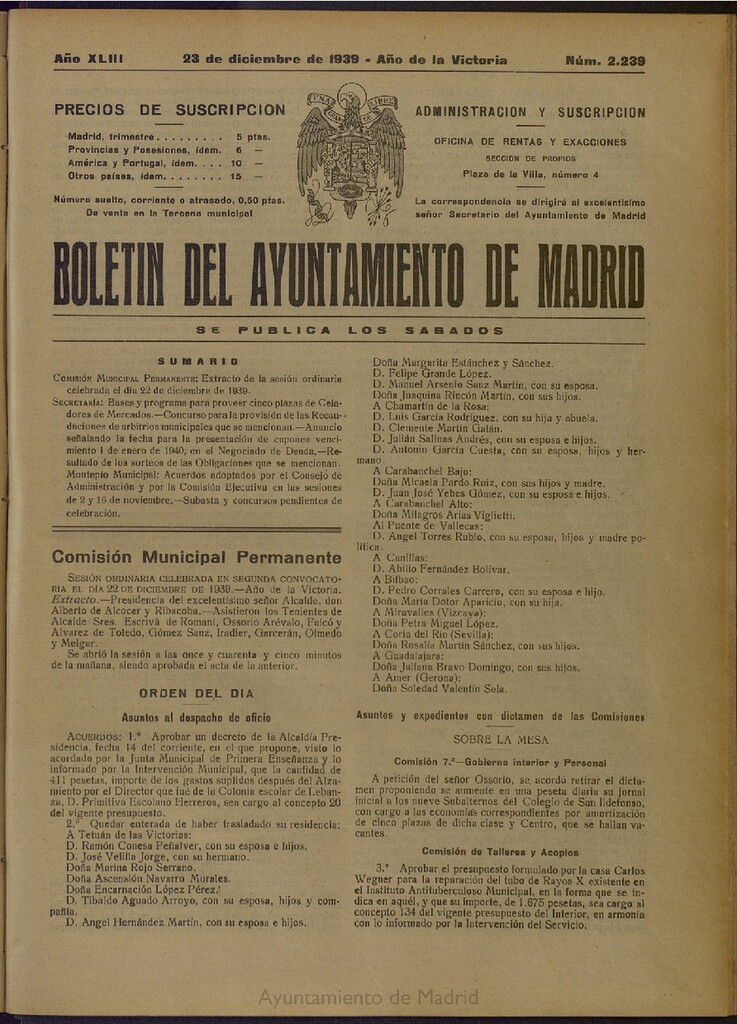 Año XLIII 23 de diciembre de 1939 - Año de la Victoria Núm. 2.239
PRECIOS DE SUSCRIPCION
Madrid, trimestre......... 5 ptas.
Provincias y Posesiones, ídem. 6 —
América y Portugal, ídem.... 10 —
Otros países, ídem......... 15 —
Número suelto, corriente o atrasado, 0,50 ptas.
De venta en la Tercena municipal
ADMINISTRACION Y SUSCRIPCION
OFICINA DE RENTAS Y EXACCIONES
SECCION DE PROPIOS
Plaza de la Villa, número 4
La correspondencia se dirigirá al excelentísimo
señor Secretario del Ayuntamiento de Madrid
BOLETIN DEL AYUNTAMIENTO DE MADRID
SE PUBLICA LOS SABADOS
SUMARIO
COMISIÓN MUNICIPAL PERMANENTE: Extracto de la sesión ordinaria
celebrada el día 22 de diciembre de 1939.
SECRETARÍA: Bases y programa para proveer cinco plazas de Cela-
dores de Mercados.—Concurso para la provisión de las Recau-
daciones de arbitrios municipales que se mencionan.—Anuncio
señalando la fecha para la presentación de cupones venci-
miento 1 de enero de 1940, en el Negociado de Deuda.—Re-
sultado de los sorteos de las Obligaciones que se mencionan.
Montepío Municipal: Acuerdos adoptados por el Consejo de
Administración y por la Comisión Ejecutiva en las sesiones
de 2 y 16 de noviembre.—Subasta y concursos pendientes de
celebración.
Comisión Municipal Permanente
SESIÓN ORDINARIA CELEBRADA EN SEGUNDA CONVOCATO-
RIA EL DÍA 22 DE DICIEMBRE DE 1939.—Año de la Victoria.
Extracto.—Presidencia del excelentísimo señor Alcalde, don
Alberto de Alcocer y Ribacoba.—Asistieron los Tenientes de
Alcalde Sres. Escrivá de Romaní, Ossorio Arévalo, Falcó y
Alvarez de Toledo, Gómez Sanz, Iradier, Garcerán, Olmedo
y Melgar.
Se abrió la sesión a las once y cuarenta y cinco minutos
de la mañana, siendo aprobada el acta de la anterior.
ORDEN DEL DIA
Asuntos al despacho de oficio
ACUERDOS: 1.º Aprobar un decreto de la Alcaldía Pre-
sidencia, fecha 14 del corriente, en el que propone, visto lo
acordado por la Junta Municipal de Primera Enseñanza y lo
informado por la Intervención Municipal, que la cantidad de
411 pesetas, importe de los gastos suplidos después del Alza-
miento por el Director que fué de la Colonia escolar de Leban-
za, D. Primitivo Escolano Herreros, sea cargo al concepto 20
del vigente presupuesto.
2.º Quedar enterada de haber trasladado su residencia:
A Tetuán de las Victorias:
D. Ramón Conesa Peñalver, con su esposa e hijos.
D. José Velilla Jorge, con su hermano.
Doña Marina Rojo Serrano.
Doña Ascensión Navarro Morales.
Doña Encarnación López Pérez.
D. Tibaldo Aguado Arroyo, con su esposa, hijos y com-
pañía.
D. Angel Hernández Martín, con su esposa e hijos.
Doña Margarita Estánchez y Sánchez.
D. Felipe Grande López.
D. Manuel Arsenio Sanz Martín, con su esposa.
Doña Joaquina Rincón Martín, con sus hijos.
A Chamartín de la Rosa:
D. Luis García Rodríguez, con su hija y abuela.
D. Clemente Martín Galán.
D. Julián Salinas Andrés, con su esposa e hijos.
D. Antonio García Cuesta, con su esposa, hijos y her-
mano.
A Carabanchel Bajo:
Doña Micaela Pardo Ruiz, con sus hijos y madre.
D. Juan José Yebes Gómez, con su esposa e hijos.
A Carabanchel Alto:
Doña Milagros Arias Viglietti.
Al Puente de Vallecas:
D. Angel Torres Rubio, con su esposa, hijos y madre po-
lítica.
A Canillas:
D. Abilio Fernández Bolívar.
A Bilbao:
D. Pedro Corrales Carrero, con su esposa e hijo.
Doña María Dotor Aparicio, con su hija.
A Miravalles (Vizcaya):
Doña Petra Miguel López.
A Coria del Río (Sevilla):
Doña Rosalía Martín Sánchez, con sus hijos.
A Guadalajara:
Doña Juliana Bravo Domingo, con sus hijos.
A Amer (Gerona):
Doña Soledad Valentín Sela.
Asuntos y expedientes con dictamen de las Comisiones
SOBRE LA MESA
Comisión 7.ª—Gobierno interior y Personal
A petición del señor Ossorio, se acordó retirar el dicta-
men proponiendo se aumente en una peseta diaria su jornal
inicial a los nueve Subalternos del Colegio de San Ildefonso,
con cargo a las economías correspondientes por amortización
de cinco plazas de dicha clase y Centro, que se hallan va-
cantes.
Comisión de Talleres y Acopios
3.º Aprobar el presupuesto formulado por la casa Carlos
Wegner para la reparación del tubo de Rayos X existente en
el Instituto Antituberculoso Municipal, en la forma que se in-
dica en aquél, y que su importe, de 1.675 pesetas, sea cargo al
concepto 134 del vigente presupuesto del Interior, en armonía
con lo informado por la Intervención del Servicio.
Ayuntamiento de Madrid